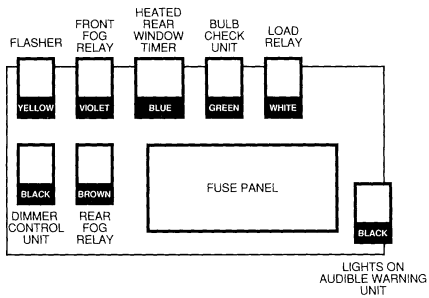 FLASHER
FRONT
FOG
RELAY
HEATED
REAR
WINDOW
TIMER
BULB
CHECK
UNIT
LOAD
RELAY
YELLOW
VIOLET
BLUE
GREEN
WHITE
BLACK
BROWN
FUSE PANEL
DIMMER
CONTROL
UNIT
REAR
FOG
RELAY
BLACK
LIGHTS ON
AUDIBLE WARNING
UNIT